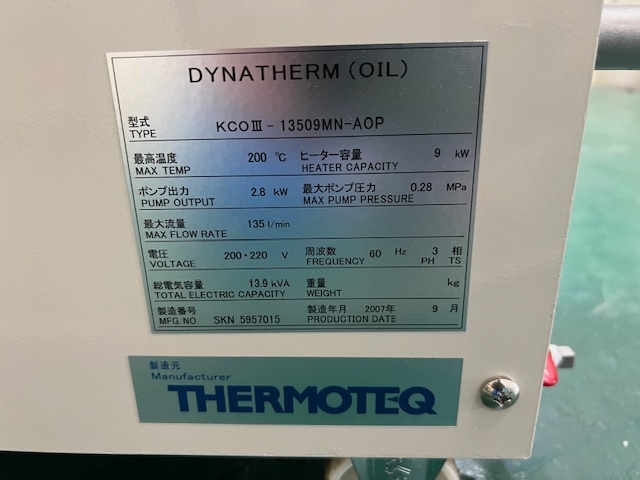 DYNATHERM (OIL)
型式 TYPE KCOⅢ-13509MN-AOP
最高温度 200 ℃ ヒーター容量 9 kW
MAX TEMP HEATER CAPACITY
ポンプ出力 2.8 kW 最大ポンプ圧力 0.28 MPa
PUMP OUTPUT MAX PUMP PRESSURE
最大流量 135 l/min
MAX FLOW RATE
電圧 200・220 V 周波数 60 Hz 3 相
VOLTAGE FREQUENCY PH TS
総電気容量 13.9 kVA 重量 kg
TOTAL ELECTRIC CAPACITY WEIGHT
製造番号 SKN 5957015 製造年月 2007年 9 月
MFG.NO. PRODUCTION DATE
製造元
Manufacturer
THERMOTEQ